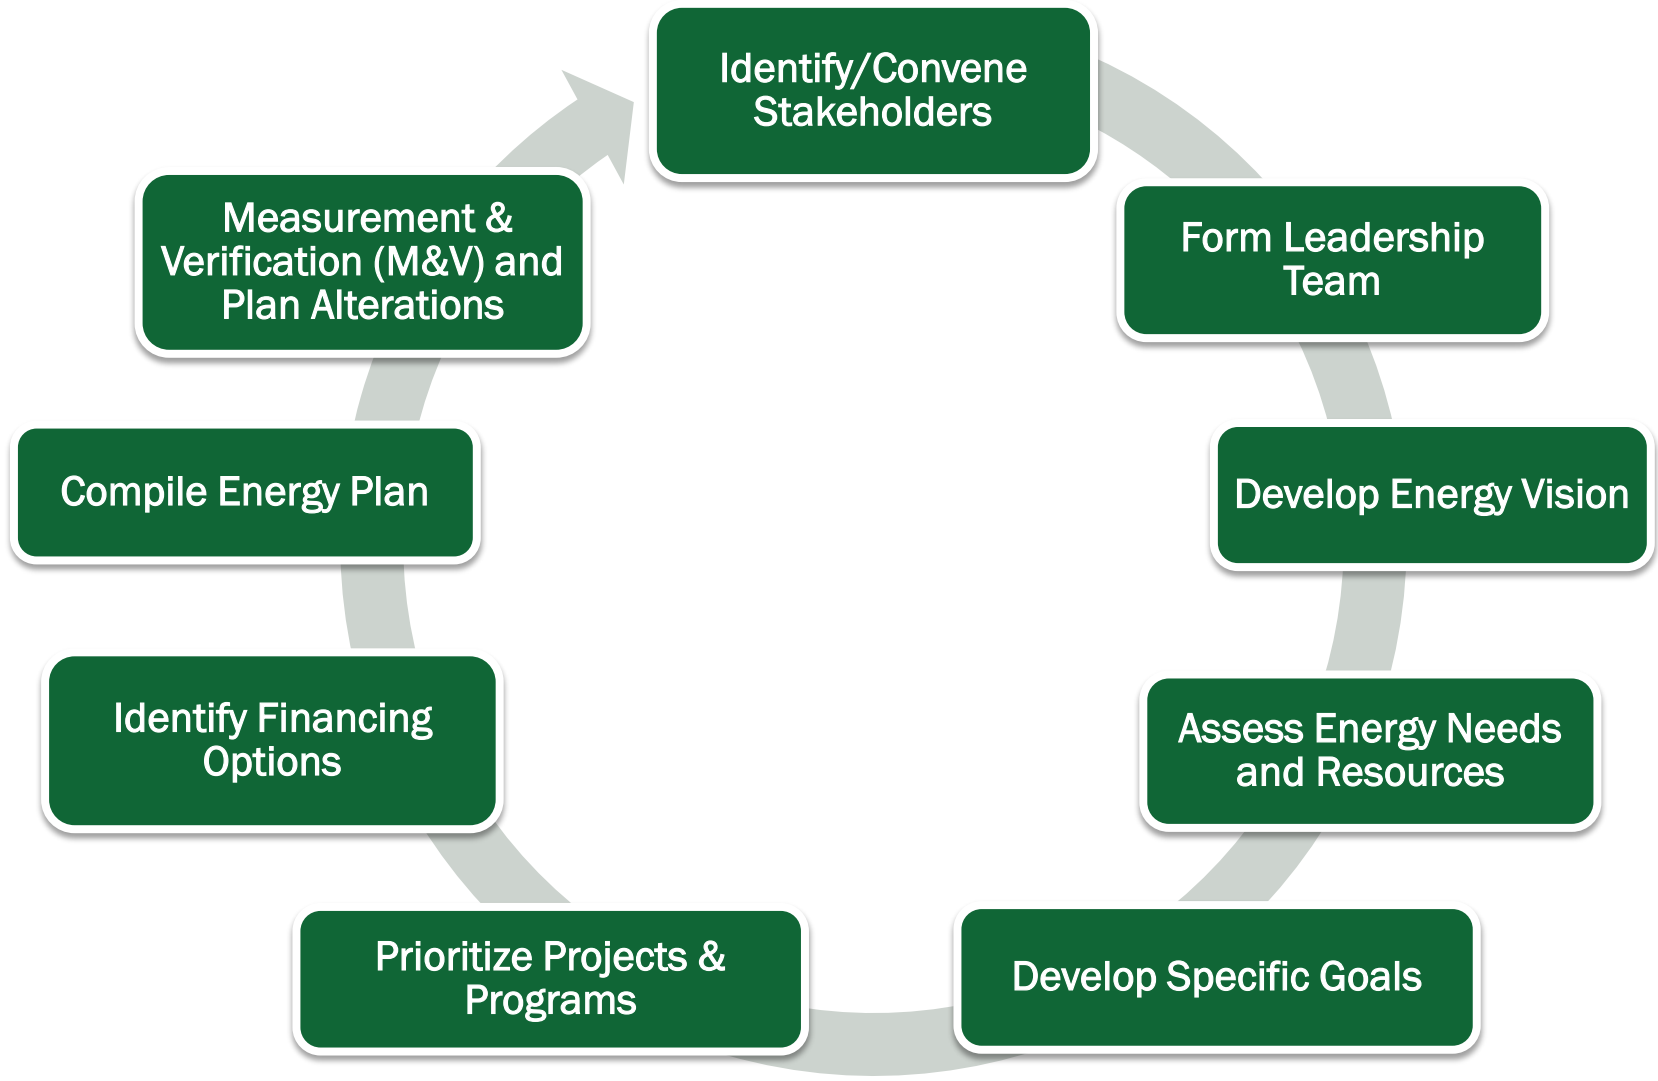 Identify/Convene
Stakeholders
Form Leadership
Team
Develop Energy Vision
Assess Energy Needs
and Resources
Develop Specific Goals
Prioritize Projects &
Programs
Identify Financing
Options
Compile Energy Plan
Measurement &
Verification (M&V) and
Plan Alterations